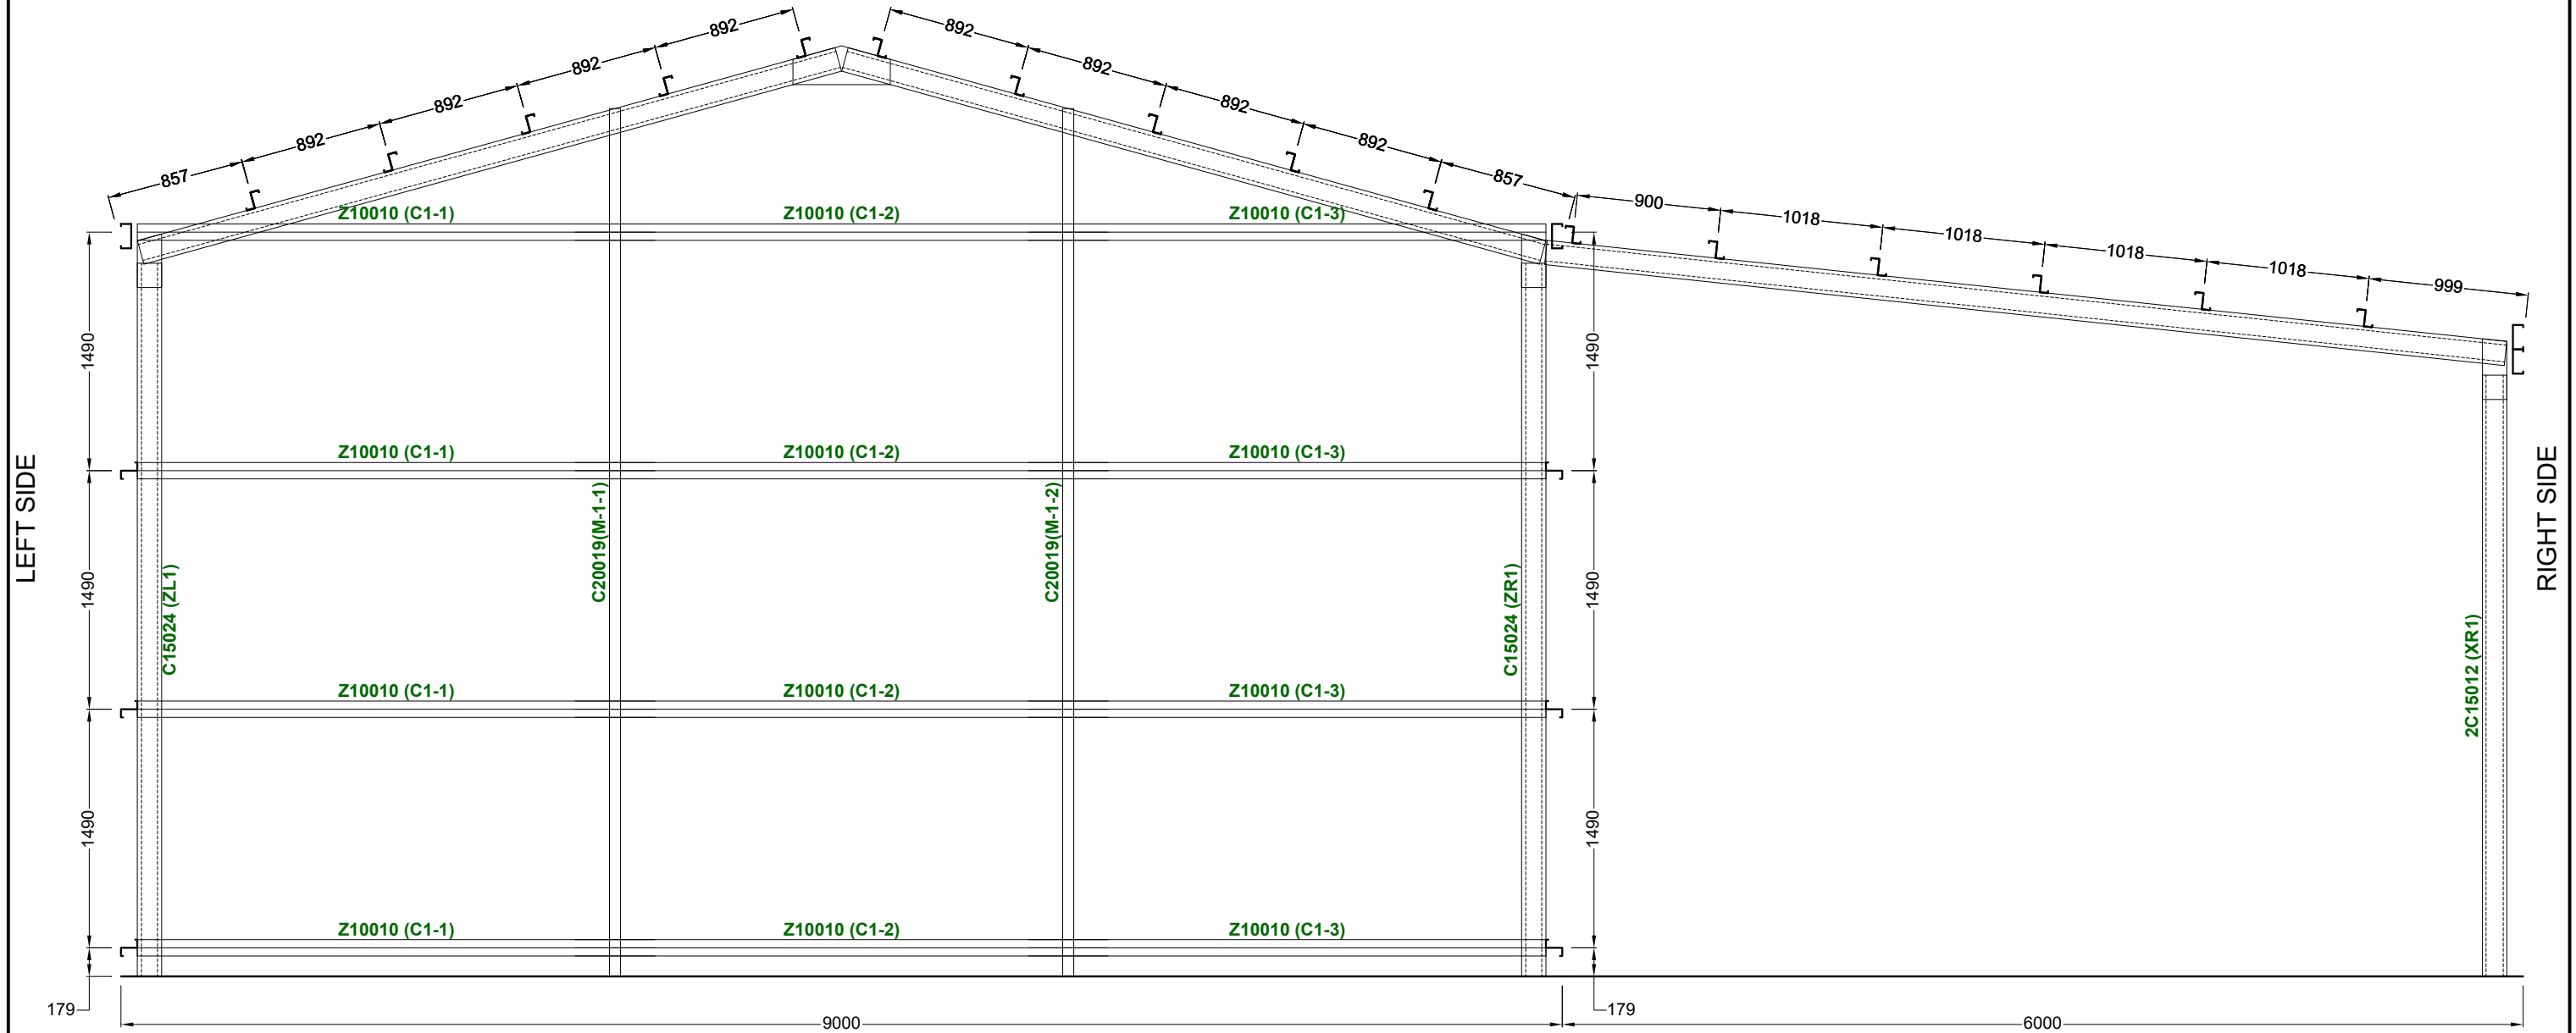 892
892
892
892
857
892
892
892
892
857
900
1018
1018
1018
1018
999
Z10010 (C1-1)
Z10010 (C1-2)
Z10010 (C1-3)
1490
1490
Z10010 (C1-1)
Z10010 (C1-2)
Z10010 (C1-3)
LEFT SIDE
RIGHT SIDE
1490
C15024 (ZL1)
C20019(M-1-1)
C20019(M-1-2)
C15024 (ZR1)
1490
2C15012 (XR1)
Z10010 (C1-1)
Z10010 (C1-2)
Z10010 (C1-3)
1490
1490
Z10010 (C1-1)
Z10010 (C1-2)
Z10010 (C1-3)
179
179
9000
6000